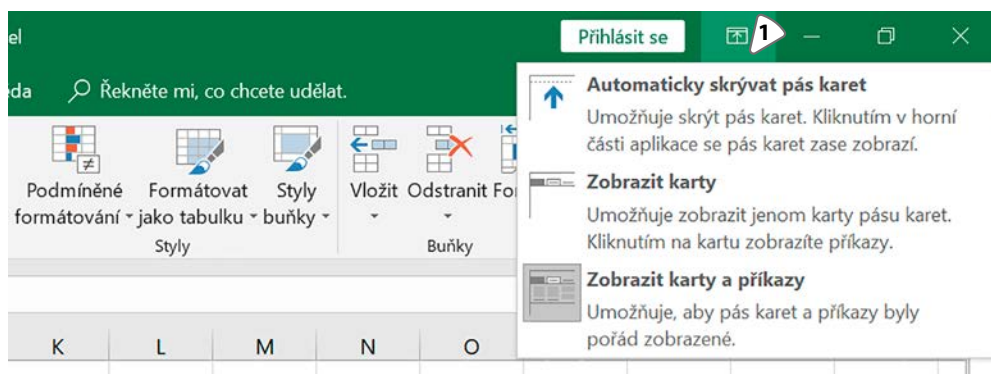 el
Přihlásit se
1
eda
Řekněte mi, co chcete udělat.
Podmíněné
formátování
Formátovat
jako tabulku
Styly
buňky
Styly
Vložit
Odstranit
For
Buňky
Automaticky skrývat pás karet
Umožňuje skrýt pás karet. Kliknutím v horní
části aplikace se pás karet zase zobrazí.
Zobrazit karty
Umožňuje zobrazit jenom karty pásu karet.
Kliknutím na kartu zobrazíte příkazy.
Zobrazit karty a příkazy
Umožňuje, aby pás karet a příkazy byly
pořád zobrazené.
K L M N O